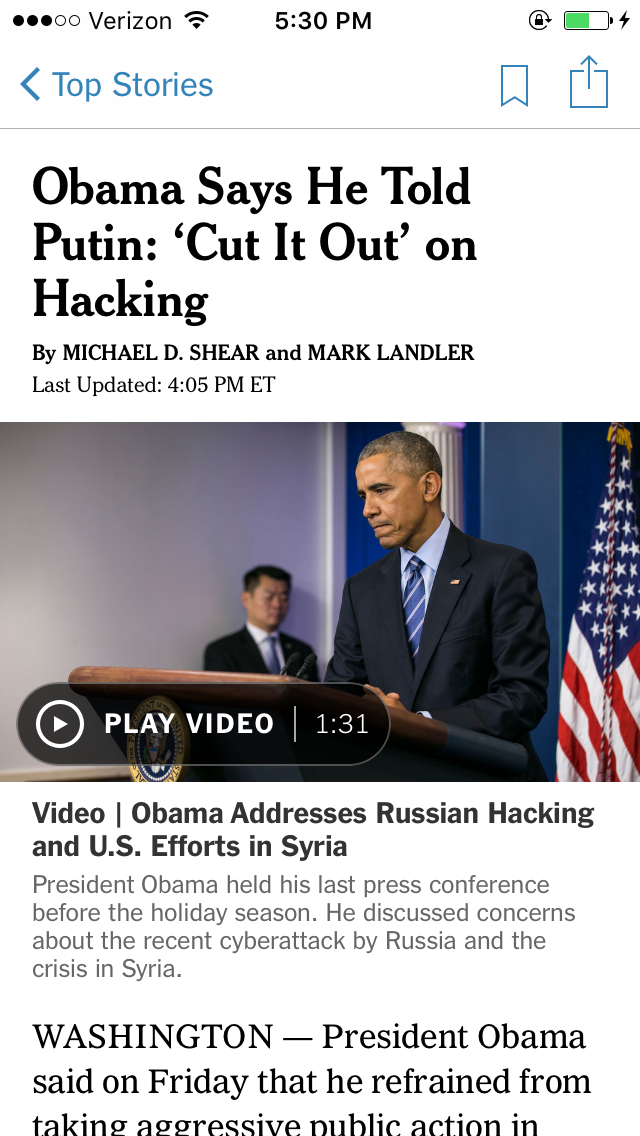 Verizon 5:30 PM
Top Stories
Obama Says He Told
Putin: ‘Cut It Out’ on
Hacking
By MICHAEL D. SHEAR and MARK LANDLER
Last Updated: 4:05 PM ET
PLAY VIDEO | 1:31
Video | Obama Addresses Russian Hacking
and U.S. Efforts in Syria
President Obama held his last press conference
before the holiday season. He discussed concerns
about the recent cyberattack by Russia and the
crisis in Syria.
WASHINGTON — President Obama
said on Friday that he refrained from
taking aggressive public action in